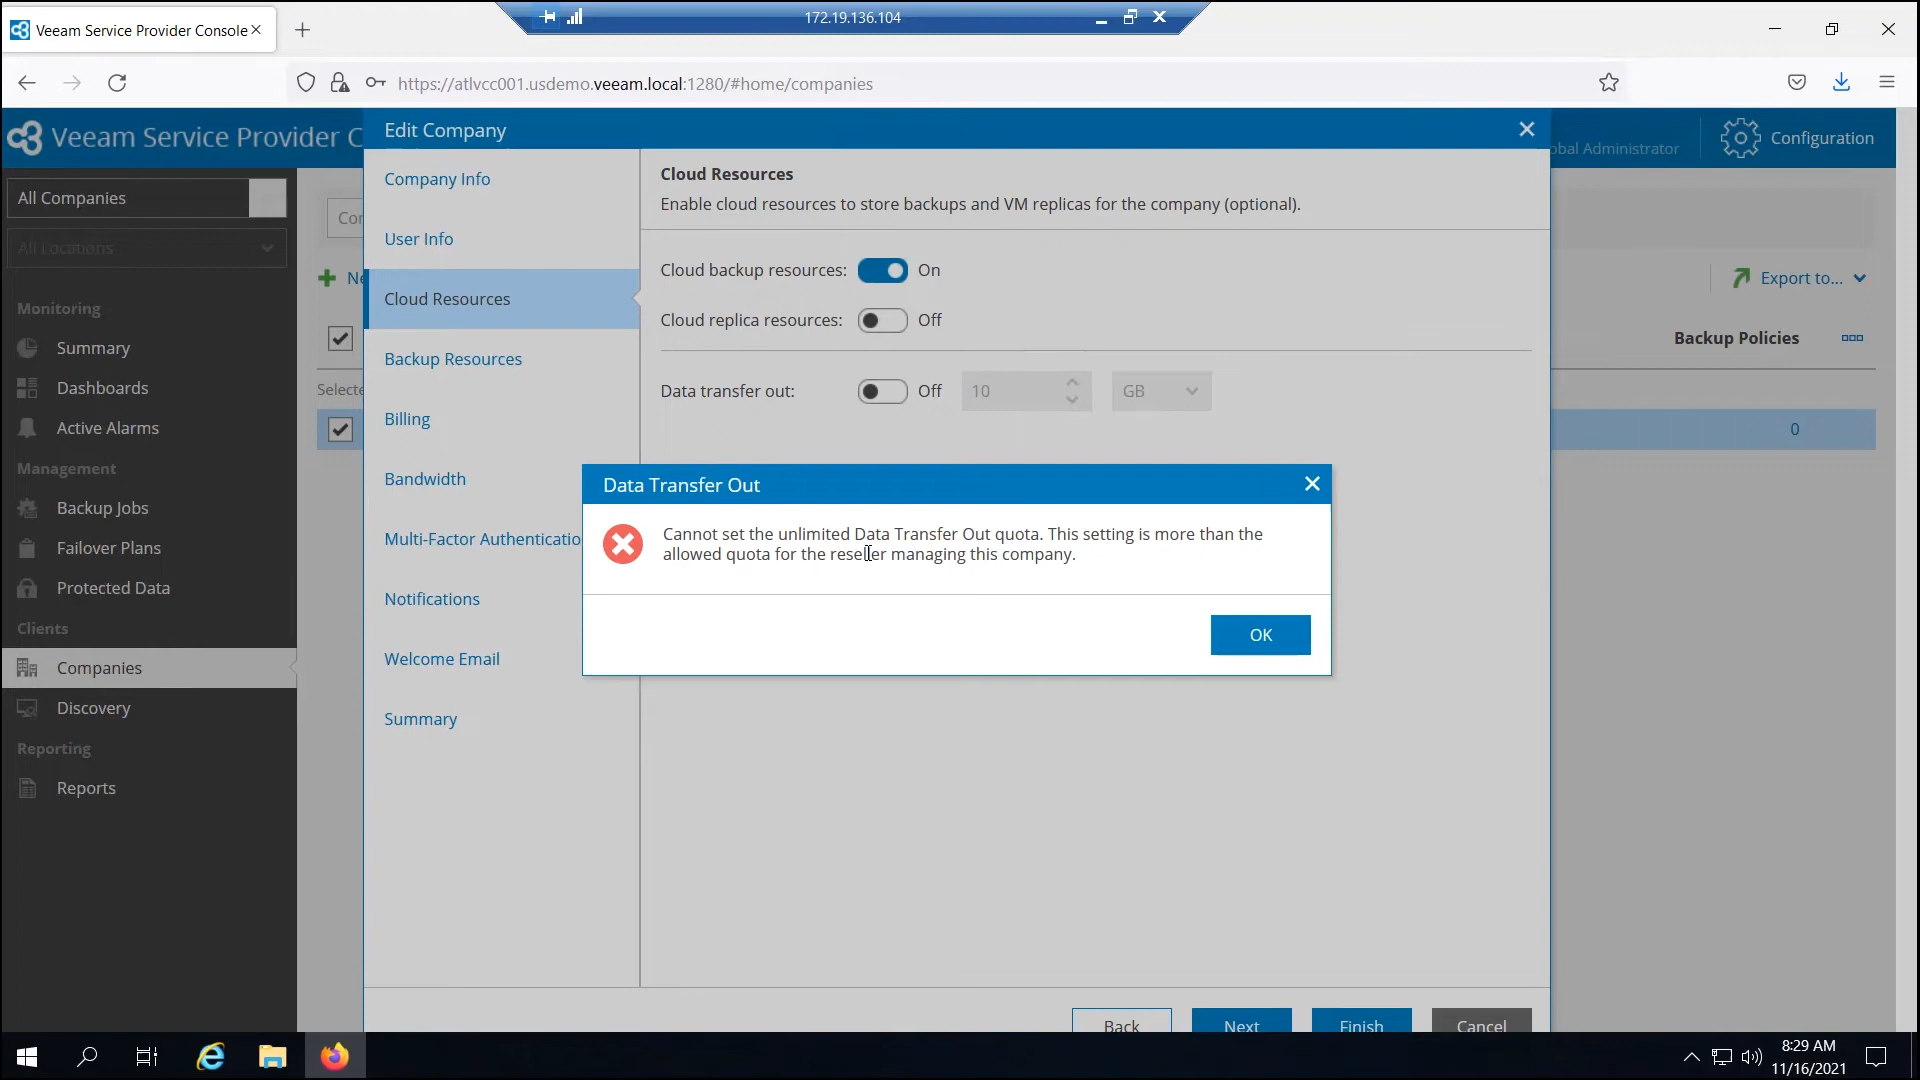 172.19.136.104
Veeam Service Provider Console
https://atlvcc001.usdemo.veeam.local:1280/#home/companies
Veeam Service Provider C
Edit Company
obal Administrator
Configuration
All Companies
All Locations
Monitoring
Summary
Dashboards
Active Alarms
Management
Backup Jobs
Failover Plans
Protected Data
Clients
Companies
Discovery
Reporting
Reports
Con
Ne
Selecte
Company Info
User Info
Cloud Resources
Backup Resources
Billing
Bandwidth
Multi-Factor Authenticatio
Notifications
Welcome Email
Summary
Cloud Resources
Enable cloud resources to store backups and VM replicas for the company (optional).
Cloud backup resources: On
Cloud replica resources: Off
Data transfer out: Off 10 GB
Export to...
Backup Policies
0
Data Transfer Out
Cannot set the unlimited Data Transfer Out quota. This setting is more than the
allowed quota for the reseller managing this company.
OK
Back Next Finish Cancel
8:29 AM
11/16/2021